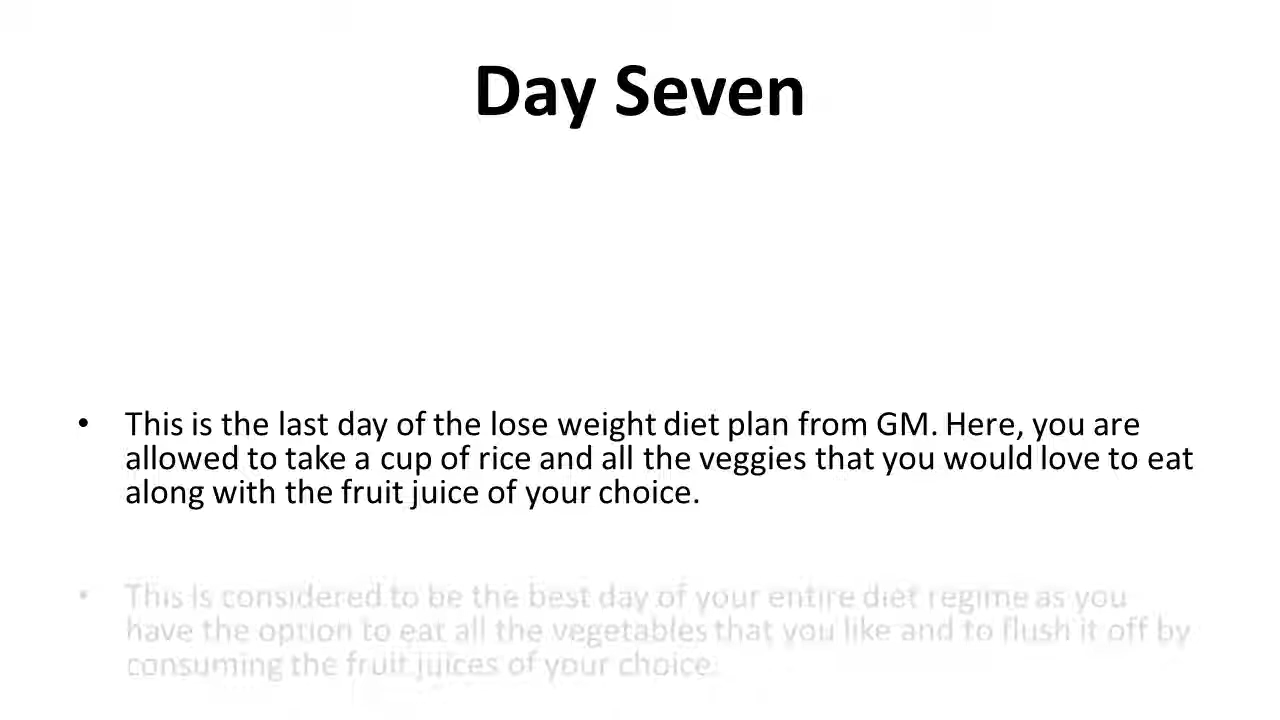 Day Seven
• This is the last day of the lose weight diet plan from GM. Here, you are
allowed to take a cup of rice and all the veggies that you would love to eat
along with the fruit juice of your choice.
• This is considered to be the best day of your entire diet regime as you
have the option to eat all the vegetables that you like and to flush it off by
consuming the fruit juices of your choice.